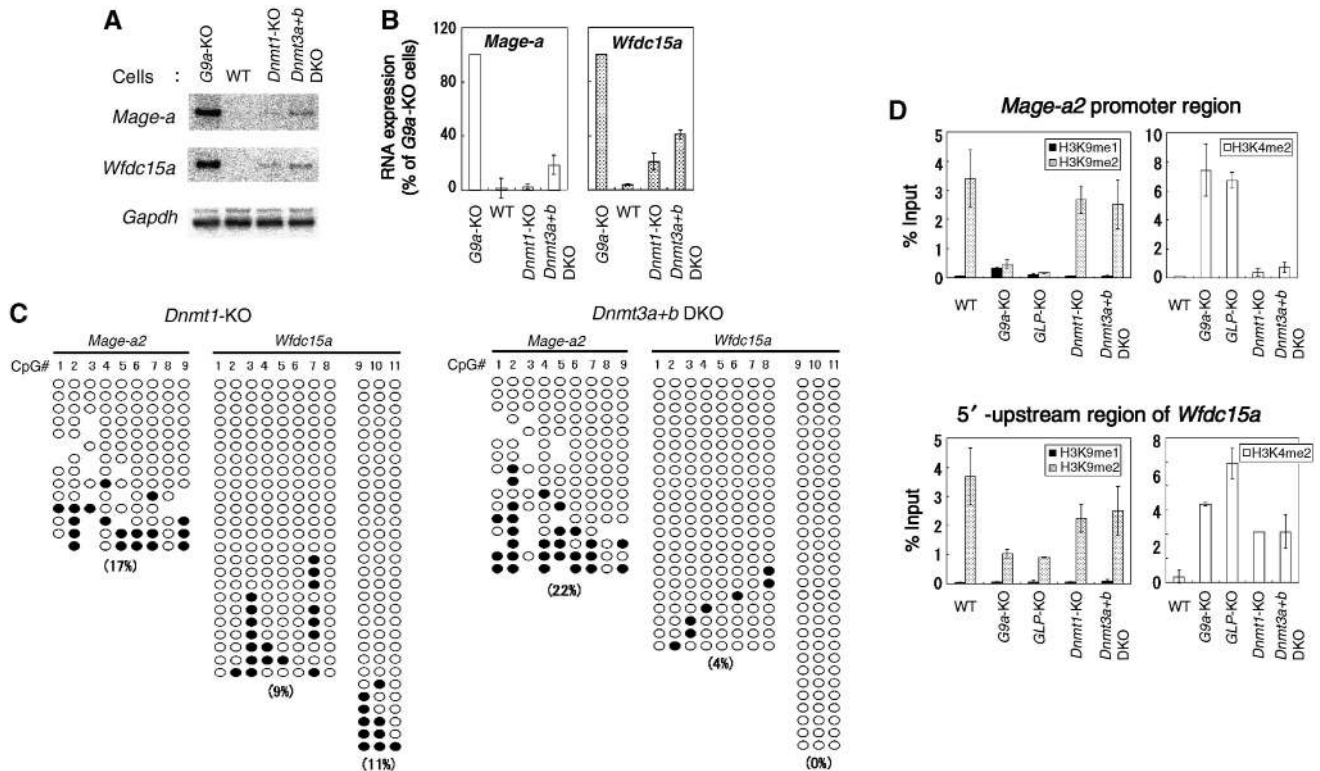 A
Cells :
G9a-KO
WT
Dnmt1-KO
Dnmt3a+b
DKO
Mage-a
Wfdc15a
Gapdh
B
RNA expression
(% of G9a-KO cells)
120
80
40
0
Mage-a
Wfdc15a
G9a-KO
WT
Dnmt1-KO
Dnmt3a+b
DKO
G9a-KO
WT
Dnmt1-KO
Dnmt3a+b
DKO
C
Dnmt1-KO
Mage-a2 Wfdc15a
CpG# 1 2 3 4 5 6 7 8 9 1 2 3 4 5 6 7 8 9 10 11
(17%)
(9%)
(11%)
Dnmt3a+b DKO
Mage-a2 Wfdc15a
CpG# 1 2 3 4 5 6 7 8 9 1 2 3 4 5 6 7 8 9 10 11
(22%)
(4%)
(0%)
D
Mage-a2 promoter region
% Input
5
4
3
2
1
0
H3K9me1
H3K9me2
WT
G9a-KO
GLP-KO
Dnmt1-KO
Dnmt3a+b
DKO
10
8
6
4
2
0
H3K4me2
WT
G9a-KO
GLP-KO
Dnmt1-KO
Dnmt3a+b
DKO
5′ -upstream region of Wfdc15a
% Input
5
4
3
2
1
0
H3K9me1
H3K9me2
WT
G9a-KO
GLP-KO
Dnmt1-KO
Dnmt3a+b
DKO
8
6
4
2
0
H3K4me2
WT
G9a-KO
GLP-KO
Dnmt1-KO
Dnmt3a+b
DKO